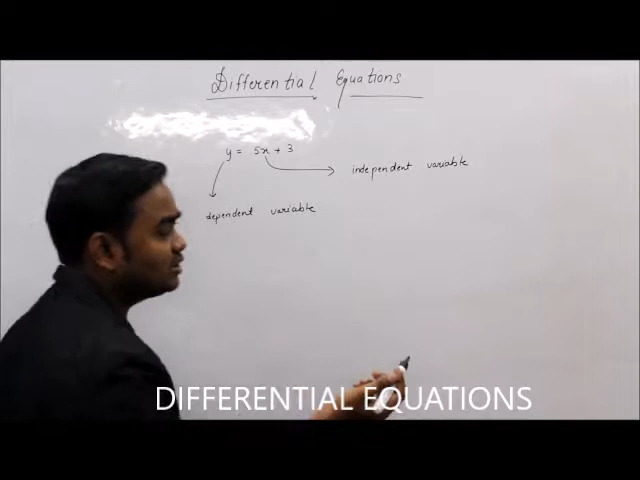 Differential Equations
y = 5x + 3
independent variable
dependent variable
DIFFERENTIAL EQUATIONS